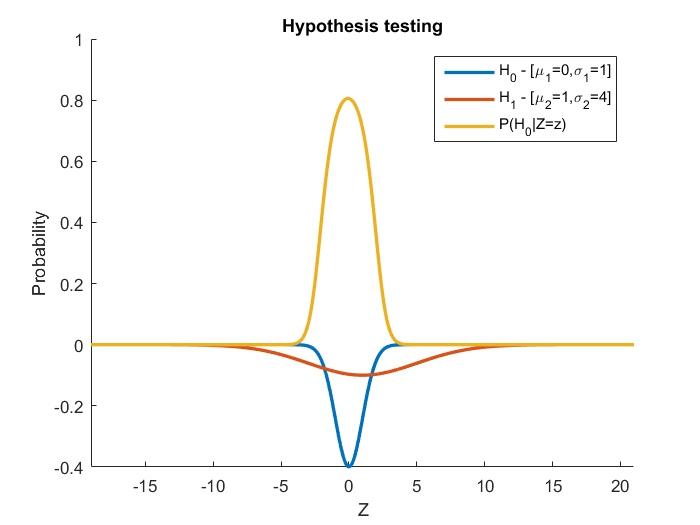 Hypothesis testing
H₀ - [μ₁=0,σ₁=1]
H₁ - [μ₂=1,σ₂=4]
P(H₀|Z=z)
Probability
1
0.8
0.6
0.4
0.2
0
-0.2
-0.4
-15 -10 -5 0 5 10 15 20
Z